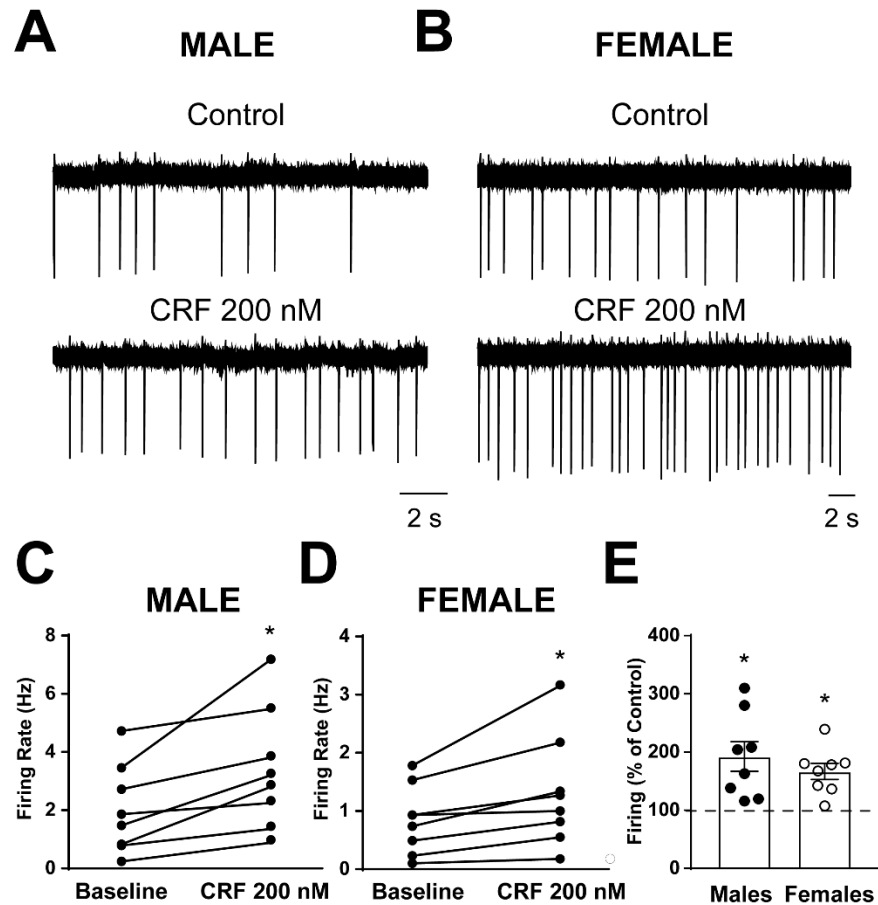 A
MALE
B
FEMALE
Control
Control
CRF 200 nM
CRF 200 nM
2 s
2 s
C
MALE
D
FEMALE
E
*
*
*
*
Firing Rate (Hz)
8
6
4
2
0
Baseline
CRF 200 nM
Firing Rate (Hz)
4
3
2
1
0
Baseline
CRF 200 nM
Firing (% of Control)
400
300
200
100
0
Males
Females